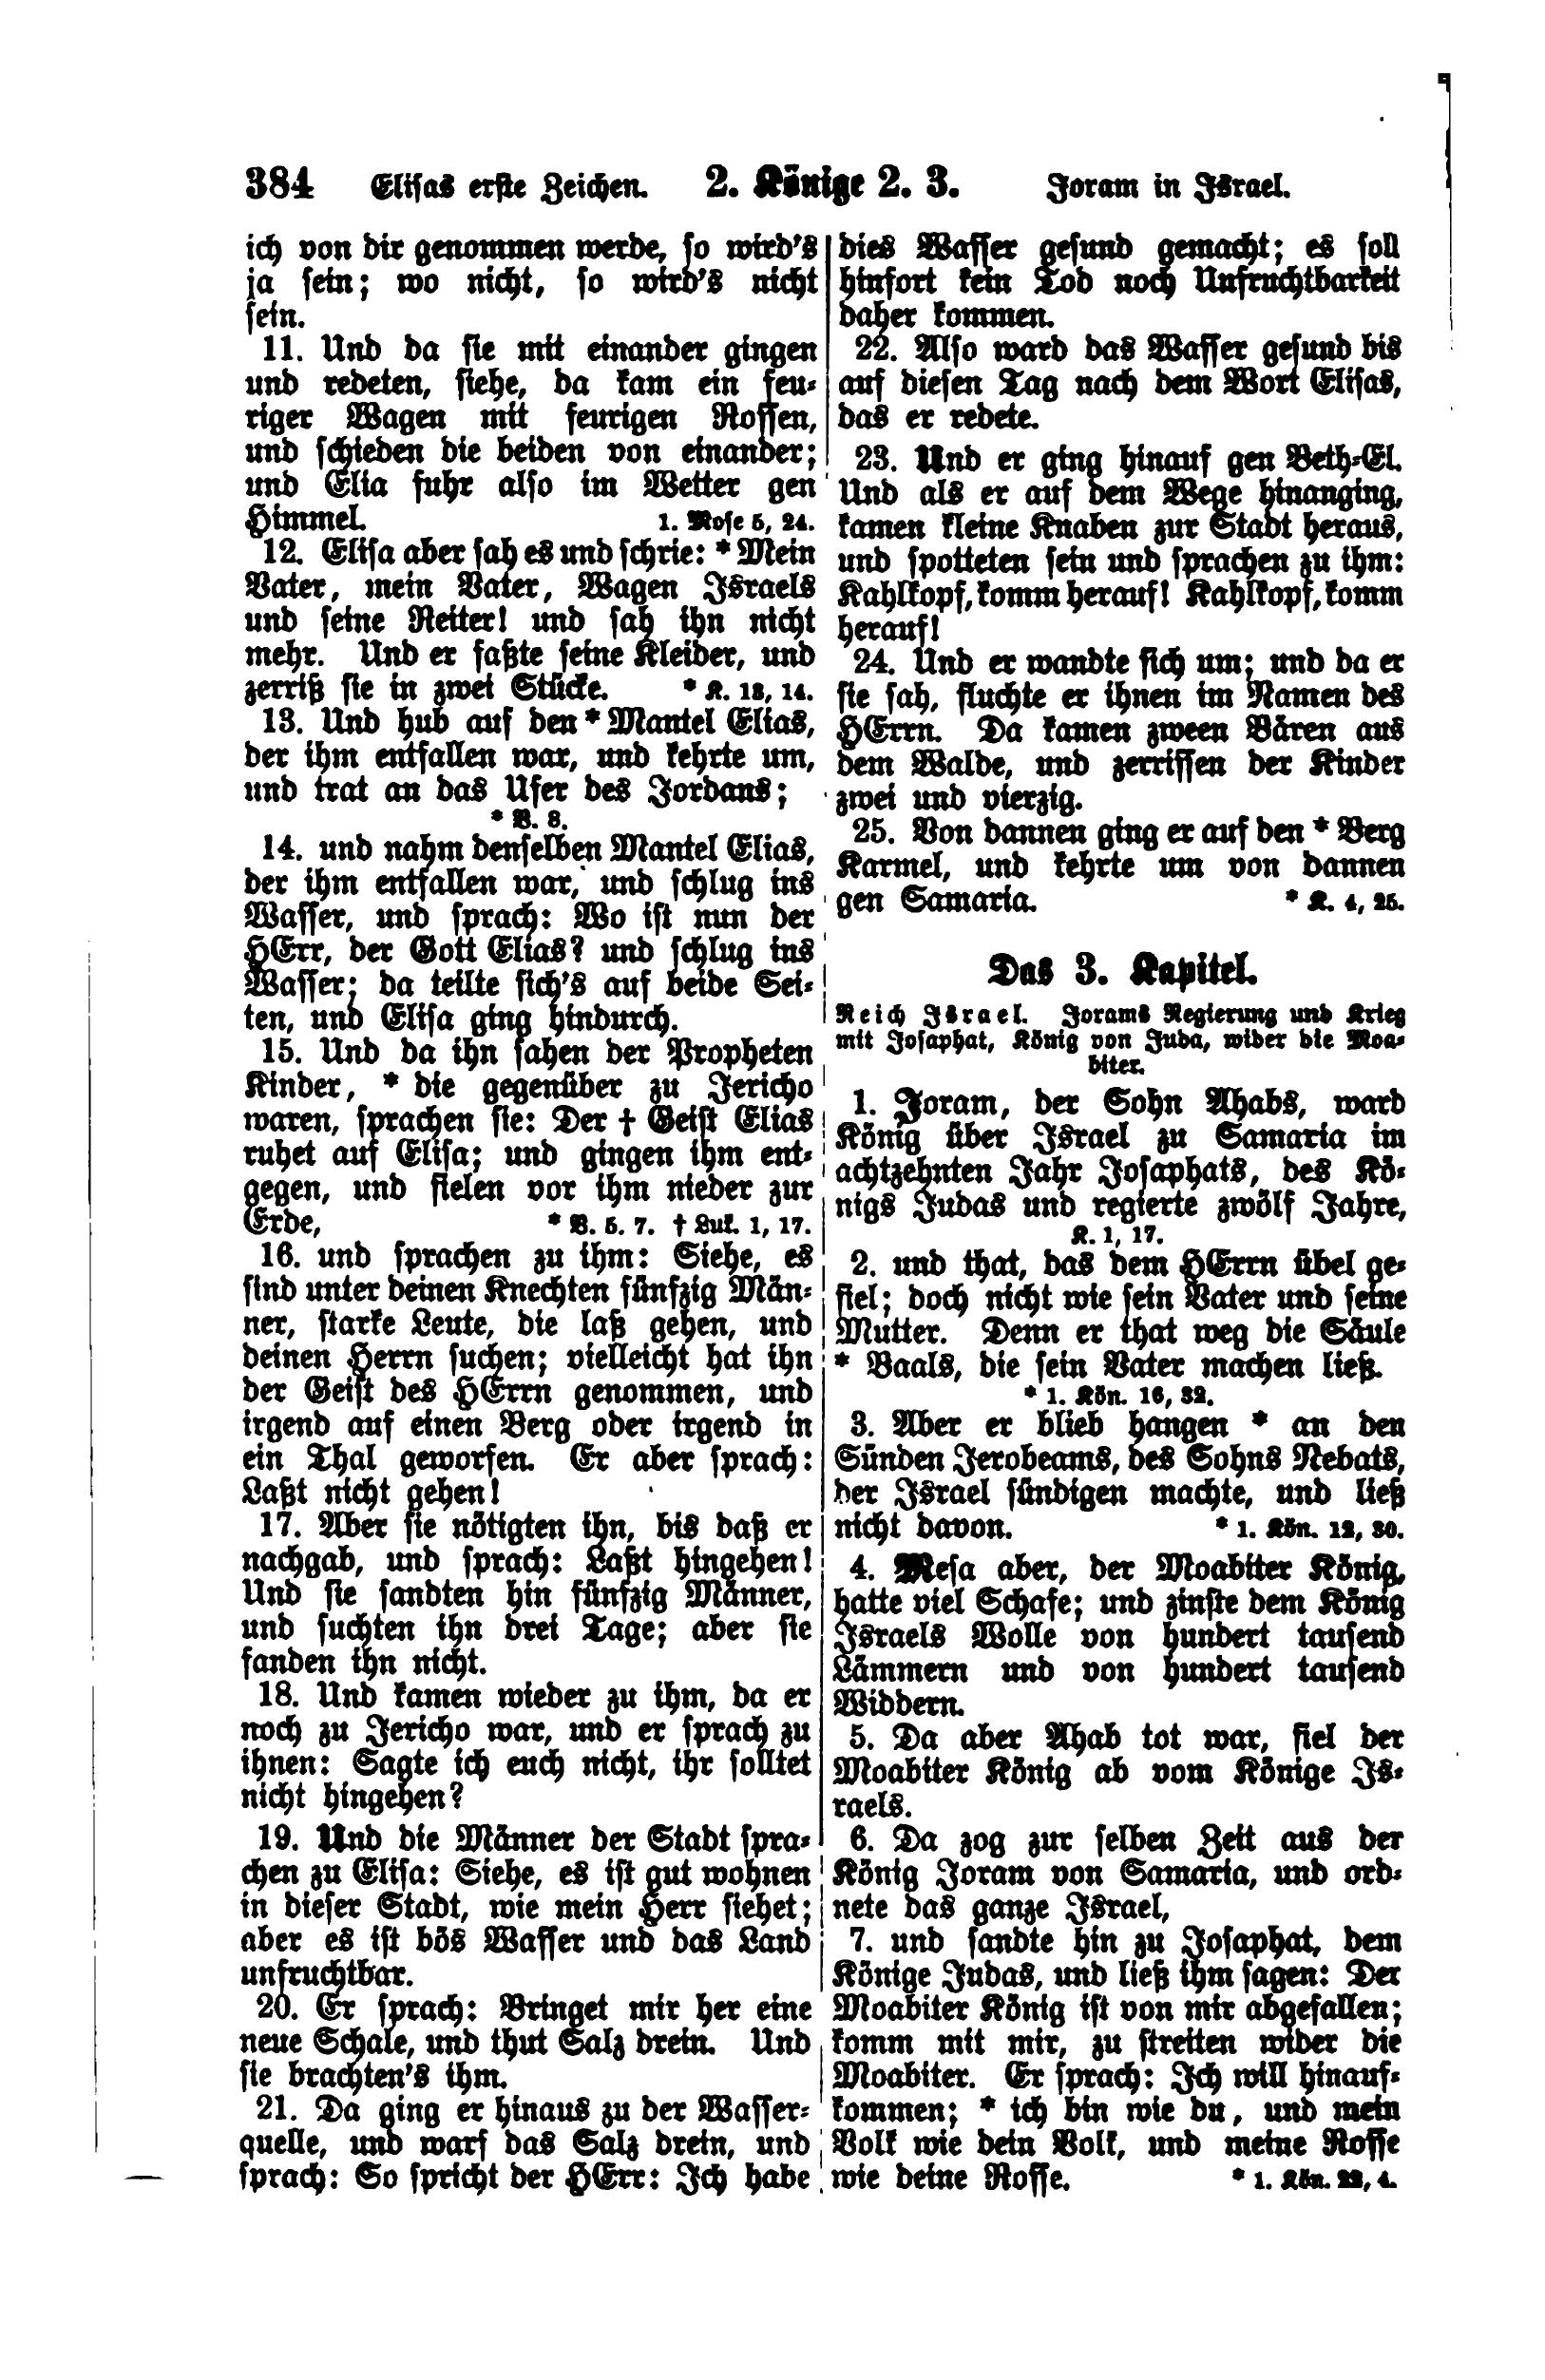 384 Elisas erste Zeichen. 2. Könige 2. 3. Joram in Israel.
ich von dir genommen werde, so wird's
ja sein; wo nicht, so wird's nicht
sein.
11. Und da sie mit einander gingen
und redeten, siehe, da kam ein feu-
riger Wagen mit feurigen Rossen,
und schieden die beiden von einander;
und Elia fuhr also im Wetter gen
Himmel. 1. Mose 5, 24.
12. Elisa aber sah es und schrie: * Mein
Vater, mein Vater, Wagen Israels
und seine Reiter! und sah ihn nicht
mehr. Und er faßte seine Kleider, und
zerriß sie in zwei Stücke. * K. 13, 14.
13. Und hub auf den * Mantel Elias,
der ihm entfallen war, und kehrte um,
und trat an das Ufer des Jordans;
* V. 8.
14. und nahm denselben Mantel Elias,
der ihm entfallen war, und schlug ins
Wasser, und sprach: Wo ist nun der
HErr, der Gott Elias? und schlug ins
Wasser; da teilte sich's auf beide Sei-
ten, und Elisa ging hindurch.
15. Und da ihn sahen der Propheten
Kinder, * die gegenüber zu Jericho
waren, sprachen sie: Der † Geist Elias
ruhet auf Elisa; und gingen ihm ent-
gegen, und fielen vor ihm nieder zur
Erde, * V. 5. 7. † Luk. 1, 17.
16. und sprachen zu ihm: Siehe, es
sind unter deinen Knechten fünfzig Män-
ner, starke Leute, die laß gehen, und
deinen Herrn suchen; vielleicht hat ihn
der Geist des HErrn genommen, und
irgend auf einen Berg oder irgend in
ein Thal geworfen. Er aber sprach:
Laßt nicht gehen!
17. Aber sie nötigten ihn, bis daß er
nachgab, und sprach: Laßt hingehen!
Und sie sandten hin fünfzig Männer,
und suchten ihn drei Tage; aber sie
fanden ihn nicht.
18. Und kamen wieder zu ihm, da er
noch zu Jericho war, und er sprach zu
ihnen: Sagte ich euch nicht, ihr solltet
nicht hingehen?
19. Und die Männer der Stadt spra-
chen zu Elisa: Siehe, es ist gut wohnen
in dieser Stadt, wie mein Herr siehet;
aber es ist bös Wasser und das Land
unfruchtbar.
20. Er sprach: Bringet mir her eine
neue Schale, und thut Salz drein. Und
sie brachten's ihm.
21. Da ging er hinaus zu der Wasser-
quelle, und warf das Salz drein, und
sprach: So spricht der HErr: Ich habe
dies Wasser gesund gemacht; es soll
hinfort kein Tod noch Unfruchtbarkeit
daher kommen.
22. Also ward das Wasser gesund bis
auf diesen Tag nach dem Wort Elisas,
das er redete.
23. Und er ging hinauf gen Beth-El.
Und als er auf dem Wege hinanging,
kamen kleine Knaben zur Stadt heraus,
und spotteten sein und sprachen zu ihm:
Kahlkopf, komm herauf! Kahlkopf, komm
herauf!
24. Und er wandte sich um; und da er
sie sah, fluchte er ihnen im Namen des
HErrn. Da kamen zween Bären aus
dem Walde, und zerrissen der Kinder
zwei und vierzig.
25. Von dannen ging er auf den * Berg
Karmel, und kehrte um von dannen
gen Samaria. * K. 4, 25.
Das 3. Kapitel.
Reich Israel. Jorams Regierung und Krieg
mit Josaphat, König von Juda, wider die Moa-
biter.
1. Joram, der Sohn Ahabs, ward
König über Israel zu Samaria im
achtzehnten Jahr Josaphats, des Kö-
nigs Judas und regierte zwölf Jahre,
K. 1, 17.
2. und that, das dem HErrn übel ge-
fiel; doch nicht wie sein Vater und seine
Mutter. Denn er that weg die Säule
* Baals, die sein Vater machen ließ.
* 1. Kön. 16, 32.
3. Aber er blieb hangen * an den
Sünden Jerobeams, des Sohns Nebats,
der Israel sündigen machte, und ließ
nicht davon. * 1. Kön. 12, 30.
4. Mesa aber, der Moabiter König,
hatte viel Schafe; und zinste dem König
Israels Wolle von hundert tausend
Lämmern und von hundert tausend
Widdern.
5. Da aber Ahab tot war, fiel der
Moabiter König ab vom Könige Is-
raels.
6. Da zog zur selben Zeit aus der
König Joram von Samaria, und ord-
nete das ganze Israel,
7. und sandte hin zu Josaphat, dem
Könige Judas, und ließ ihm sagen: Der
Moabiter König ist von mir abgefallen;
komm mit mir, zu streiten wider die
Moabiter. Er sprach: Ich will hinauf-
kommen; * ich bin wie du, und mein
Volk wie dein Volk, und meine Rosse
wie deine Rosse. * 1. Kön. 22, 4.